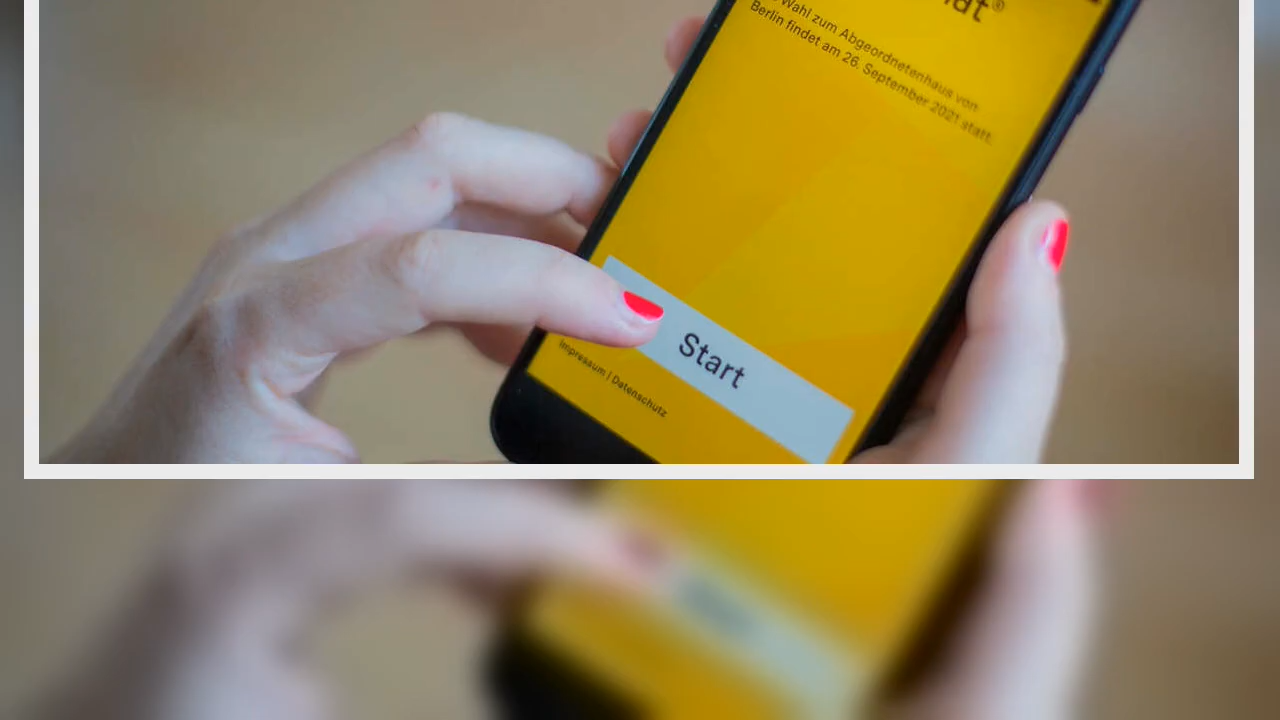 Wahl zum Abgeordnetenhaus von
Berlin findet am 26. September 2021 statt.
Start
Impressum | Datenschutz